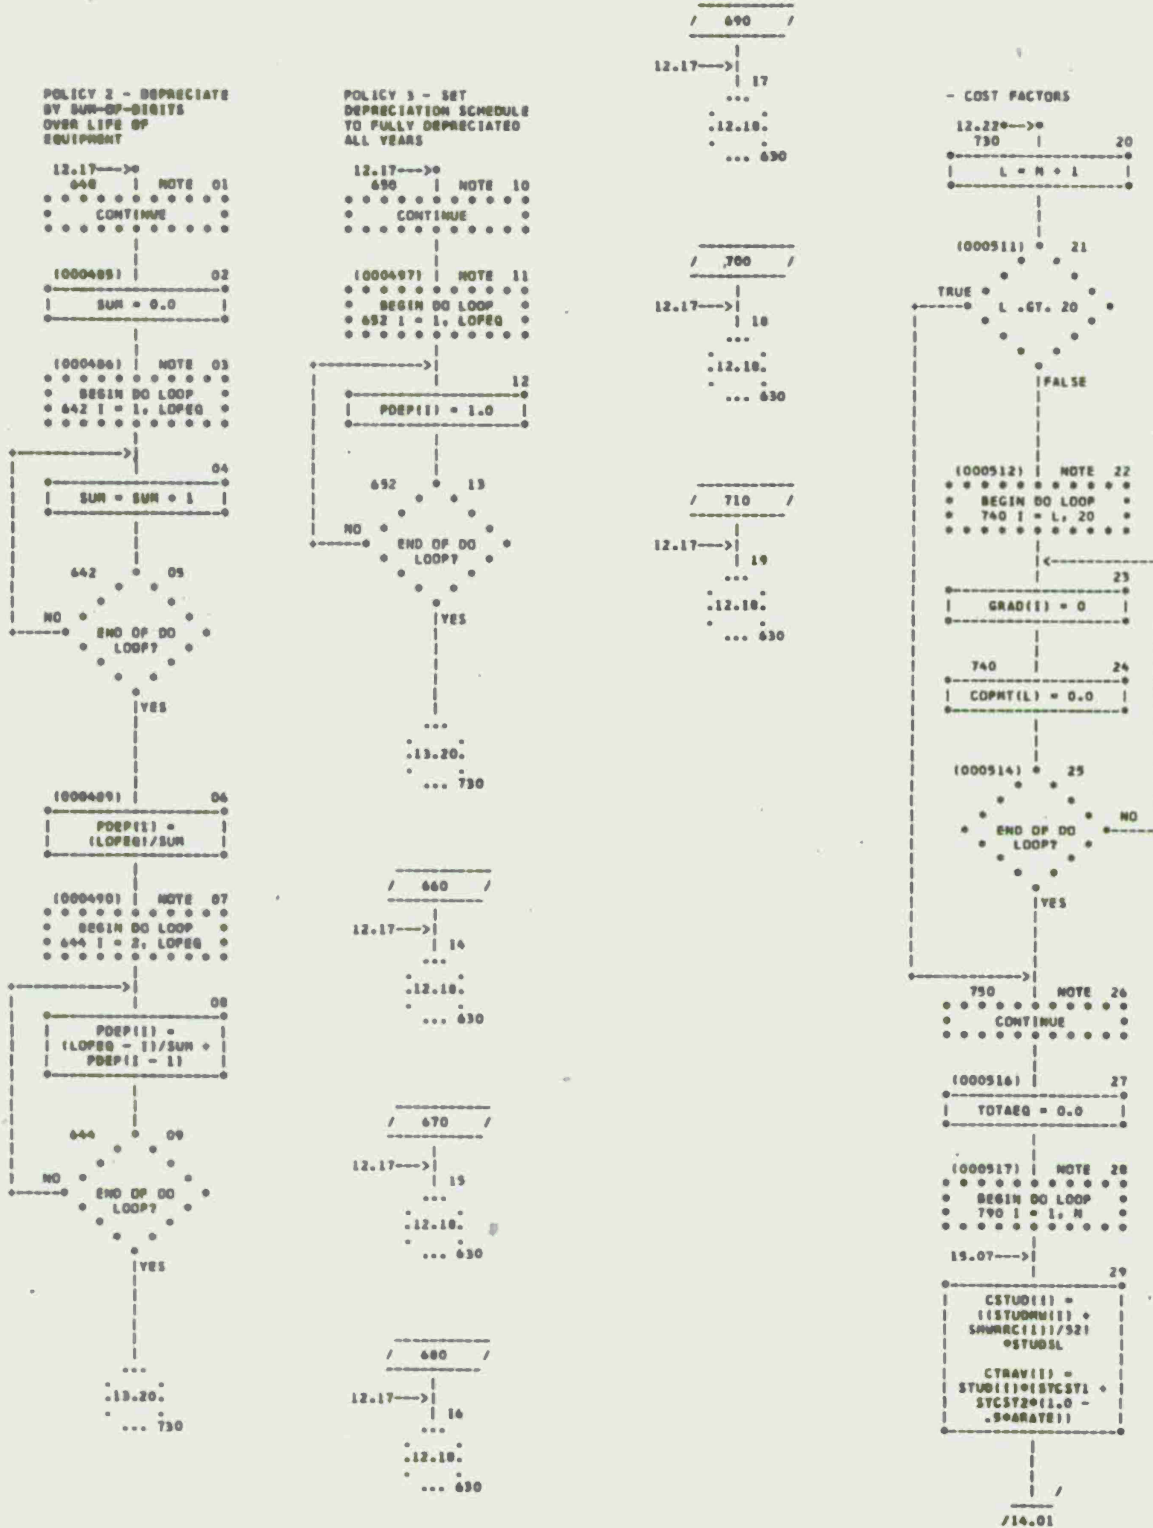 POLICY 2 - DEPRECIATE
BY SUM-OF-DIGITS
OVER LIFE OF
EQUIPMENT
12.17--->
640 NOTE 01
CONTINUE
(000485) 02
SUM = 0.0
(000486) NOTE 03
BEGIN DO LOOP
642 I = 1, LOPEQ
04
SUM = SUM + 1
642 05
NO
END OF DO
LOOP?
YES
(000489) 06
PDEP(I) =
(LOPEQ)/SUM
(000490) NOTE 07
BEGIN DO LOOP
644 I = 2, LOPEQ
08
PDEP(I) =
(LOPEQ - I)/SUM +
PDEP(I - 1)
644 09
NO
END OF DO
LOOP?
YES
.13.20.
... 730
POLICY 3 - SET
DEPRECIATION SCHEDULE
TO FULLY DEPRECIATED
ALL YEARS
12.17--->
650 NOTE 10
CONTINUE
(000497) NOTE 11
BEGIN DO LOOP
652 I = 1, LOPEQ
12
PDEP(I) = 1.0
652 13
NO
END OF DO
LOOP?
YES
.13.20.
... 730
/ 660 /
12.17--->
14
.12.18.
... 630
/ 670 /
12.17--->
15
.12.18.
... 630
/ 680 /
12.17--->
16
.12.18.
... 630
/ 690 /
12.17--->
17
.12.18.
... 630
/ 700 /
12.17--->
18
.12.18.
... 630
/ 710 /
12.17--->
19
.12.18.
... 630
- COST FACTORS
12.22--->
730 20
L = N + 1
(000511) 21
TRUE
L .GT. 20
FALSE
(000512) NOTE 22
BEGIN DO LOOP
740 I = L, 20
23
GRAD(I) = 0
740 24
COPMT(L) = 0.0
(000514) 25
NO
END OF DO
LOOP?
YES
750 NOTE 26
CONTINUE
(000516) 27
TOTAEQ = 0.0
(000517) NOTE 28
BEGIN DO LOOP
790 I = 1, N
15.07--->
29
CSTUD(I) =
((STUDMW(I) +
SMWRRC(I))/52)
*STUDSL
CTRAV(I) =
STUD(I)*(STCST1 +
STCST2*(1.0 -
.5*ARATE))
/14.01